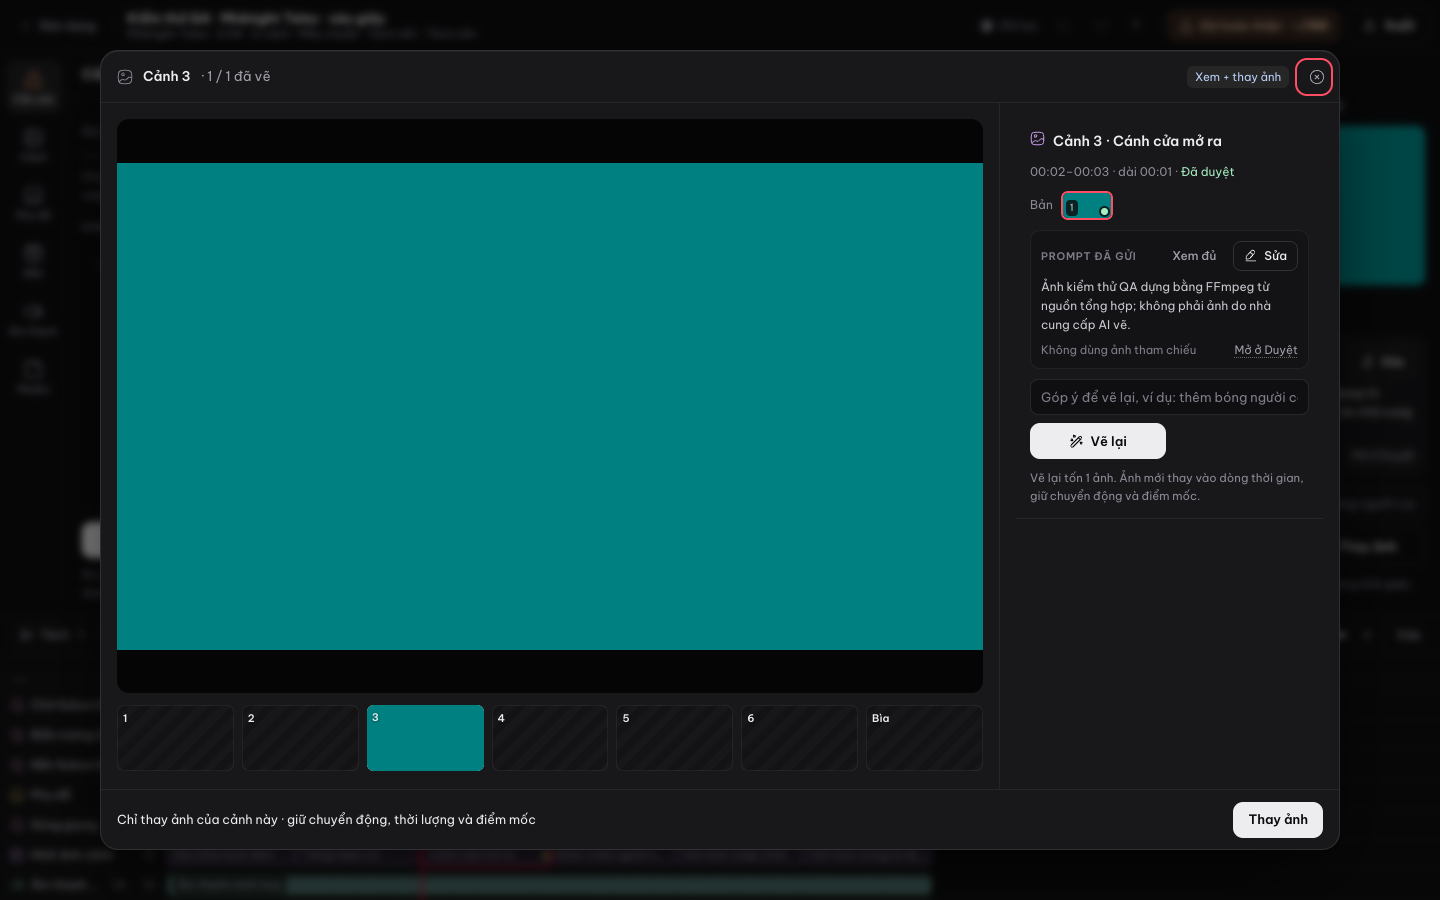 Cảnh 3 · 1 / 1 đã vẽ
Xem + thay ảnh
Cảnh 3 · Cánh cửa mở ra
00:02–00:03 · dài 00:01 · Đã duyệt
Bản 1
PROMPT ĐÃ GỬI
Xem đủ
Sửa
Ảnh kiểm thử QA dựng bằng FFmpeg từ
nguồn tổng hợp; không phải ảnh do nhà
cung cấp AI vẽ.
Không dùng ảnh tham chiếu
Mở ở Duyệt
Góp ý để vẽ lại, ví dụ: thêm bóng người
Vẽ lại
Vẽ lại tốn 1 ảnh. Ảnh mới thay vào dòng thời gian,
giữ chuyển động và điểm mốc.
1
2
3
4
5
6
Bìa
Chỉ thay ảnh của cảnh này · giữ chuyển động, thời lượng và điểm mốc
Thay ảnh